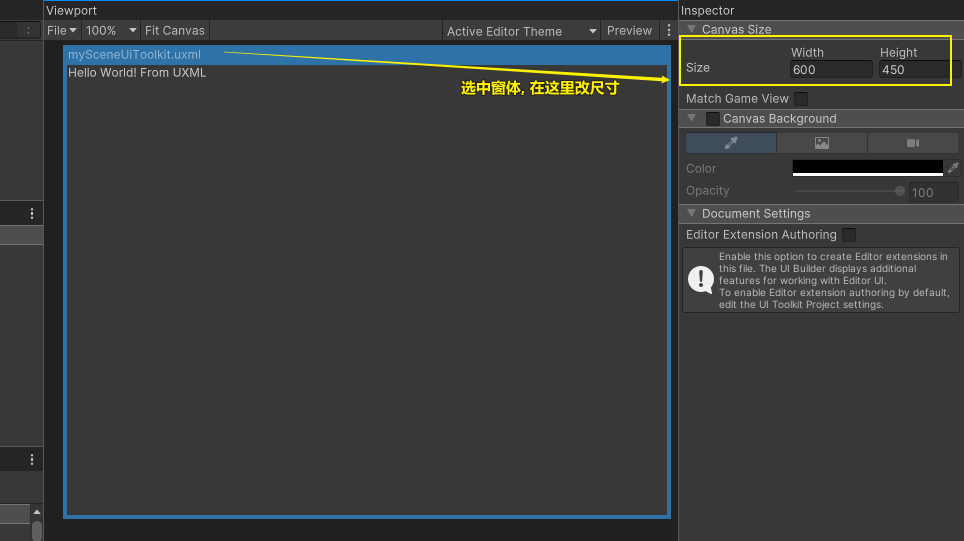 Viewport
Inspector
File 100% Fit Canvas Active Editor Theme Preview
Canvas Size
mySceneUiToolkit.uxml
Hello World! From UXML
选中窗体, 在这里改尺寸
Width Height
Size 600 450
Match Game View
Canvas Background
Color
Opacity 100
Document Settings
Editor Extension Authoring
Enable this option to create Editor extensions in
this file. The UI Builder displays additional
features for working with Editor UI.
To enable Editor extension authoring by default,
edit the UI Toolkit Project settings.